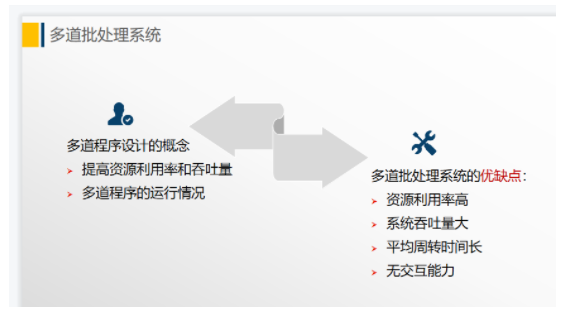 多道批处理系统
多道程序设计的概念
提高资源利用率和吞吐量
多道程序的运行情况
多道批处理系统的优缺点：
资源利用率高
系统吞吐量大
平均周转时间长
无交互能力